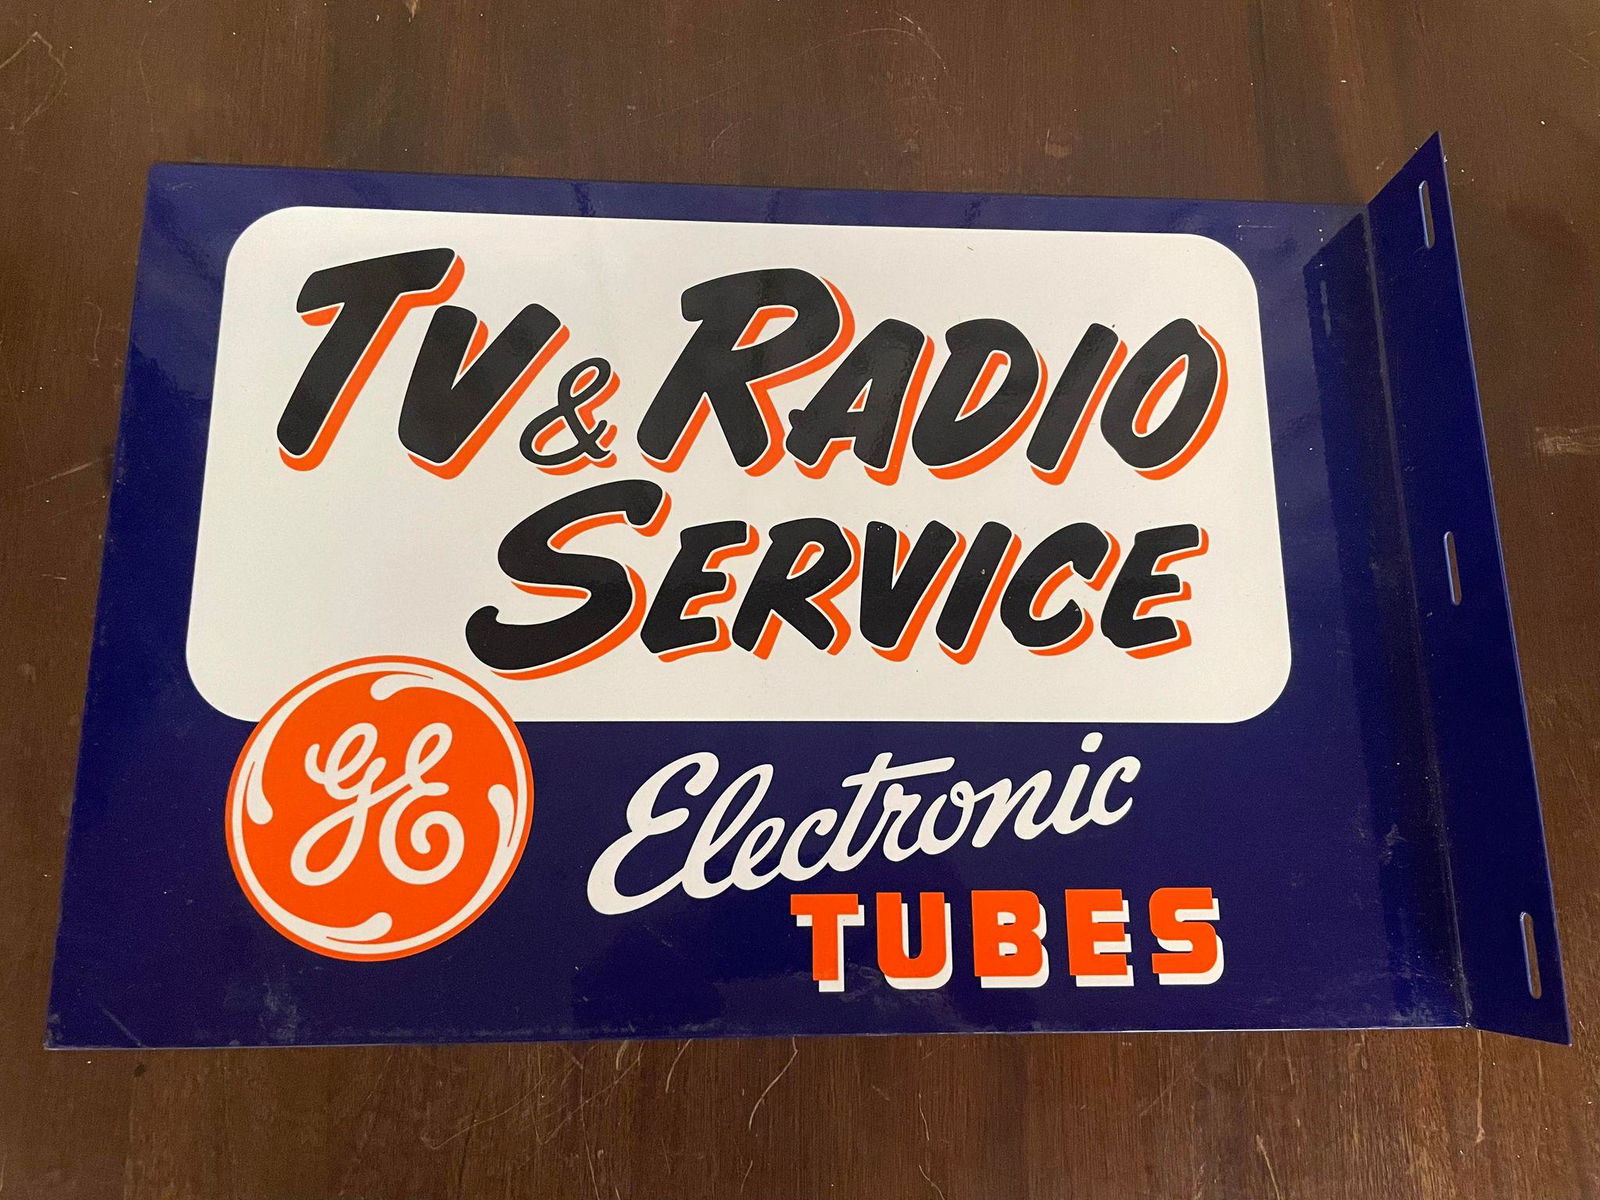 TV & RADIO
SERVICE
GE
Electronic
TUBES